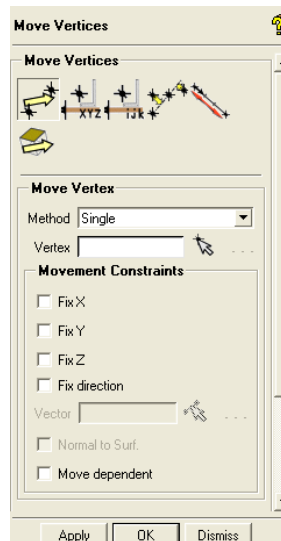 Move Vertices
Move Vertices
XYZ
ijk
Move Vertex
Method Single
Vertex
Movement Constraints
Fix X
Fix Y
Fix Z
Fix direction
Vector
Normal to Surf.
Move dependent
Apply OK Dismiss